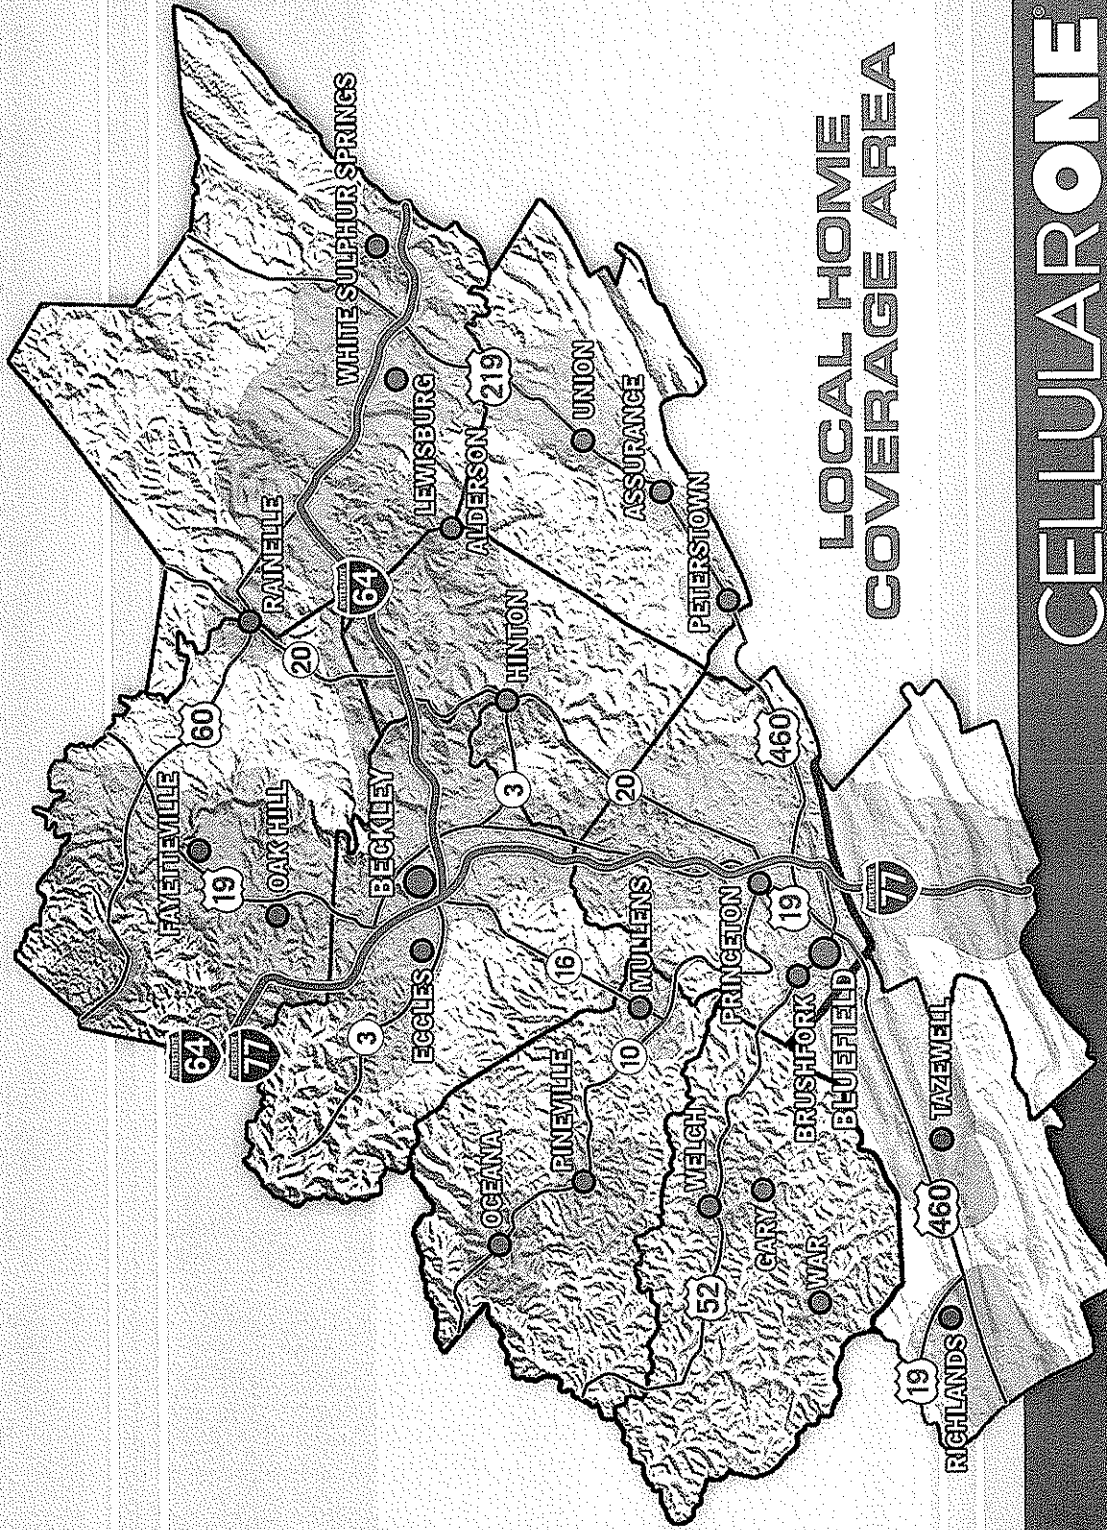 WHITE SULPHUR SPRINGS
RAINELLE
LEWISBURG
ALDERSON
219
UNION
ASSURANCE
PETERSTOWN
64
20
60
HINTON
FAYETTEVILLE
19
OAK HILL
BECKLEY
3
20
460
64
77
3
ECCLES
16
MULLENS
PRINCETON
19
77
10
PINEVILLE
OCEANA
WELCH
GARY
WAR
52
BRUSHFORK
BLUEFIELD
TAZEWELL
460
19
RICHLANDS
LOCAL HOME
COVERAGE AREA
CELLULARONE®